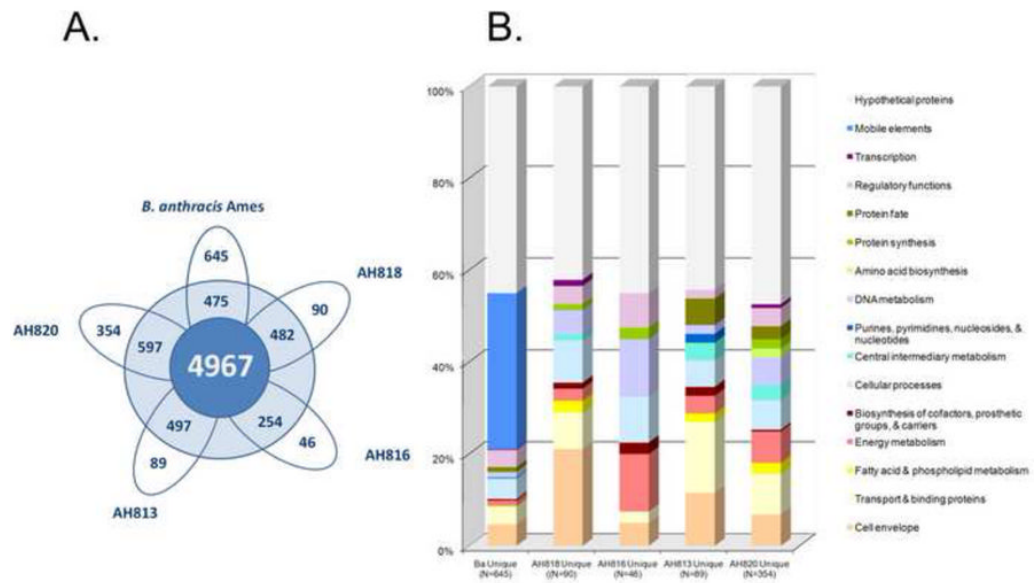 A.
B. anthracis Ames
645
475
AH818
90
482
AH820
354
597
4967
497
89
254
46
AH816
AH813
B.
100%
80%
60%
40%
20%
0%
Ba Unique
(N=645)
AH818 Unique
((N=90)
AH816 Unique
(N=46)
AH813 Unique
(N=89)
AH820 Unique
(N=354)
Hypothetical proteins
Mobile elements
Transcription
Regulatory functions
Protein fate
Protein synthesis
Amino acid biosynthesis
DNA metabolism
Purines, pyrimidines, nucleosides, &
nucleotides
Central intermediary metabolism
Cellular processes
Biosynthesis of cofactors, prosthetic
groups, & carriers
Energy metabolism
Fatty acid & phospholipid metabolism
Transport & binding proteins
Cell envelope